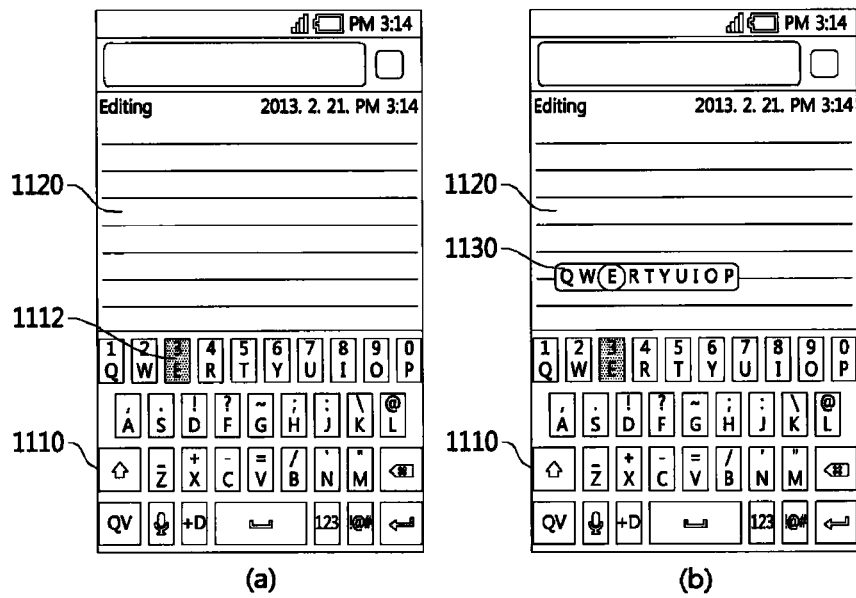 PM 3:14
Editing 2013. 2. 21. PM 3:14
1120
1112
1 2 3 4 5 6 7 8 9 0
Q W E R T Y U I O P
, . ! ? ~ ; : \ @
A S D F G H J K L
1110
_ + - = / ' "
Z X C V B N M
QV +D 123 !@#
(a)
PM 3:14
Editing 2013. 2. 21. PM 3:14
1120
1130
Q W E R T Y U I O P
1 2 3 4 5 6 7 8 9 0
Q W E R T Y U I O P
, . ! ? ~ ; : \ @
A S D F G H J K L
1110
_ + - = / ' "
Z X C V B N M
QV +D 123 !@#
(b)